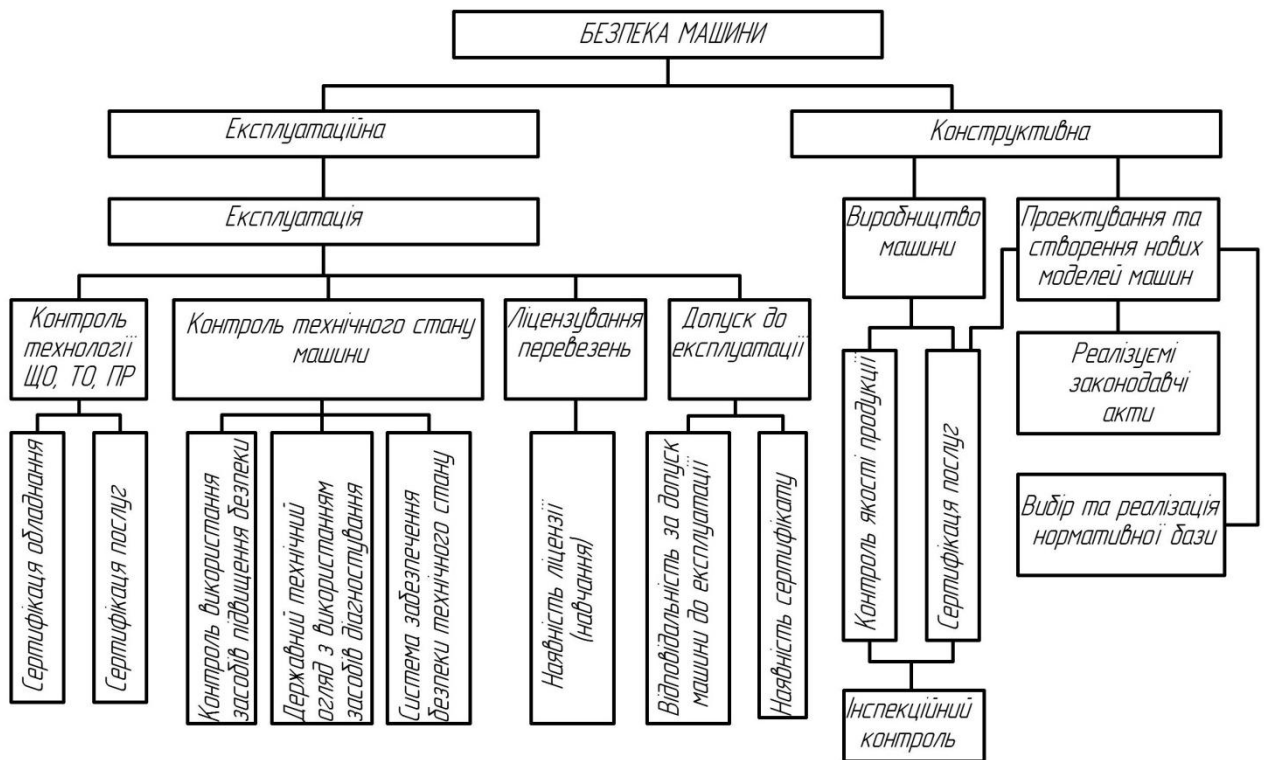 БЕЗПЕКА МАШИНИ
Експлуатаційна
Конструктивна
Експлуатація
Виробництво
машини
Проектування та
створення нових
моделей машин
Контроль
технології
ЩО, ТО, ПР
Контроль технічного стану
машини
Ліцензування
перевезень
Допуск до
експлуатації
Реалізуємі
законодавчі
акти
Сертифікація обладнання
Сертифікація послуг
Контроль використання
засобів підвищення безпеки
Державний технічний
огляд з використанням
засобів діагностування
Система забезпечення
безпеки технічного стану
Наявність ліцензії
(навчання)
Відповідальність за допуск
машини до експлуатації
Наявність сертифікату
Контроль якості продукції
Сертифікація послуг
Вибір та реалізація
нормативної бази
Інспекційний
контроль